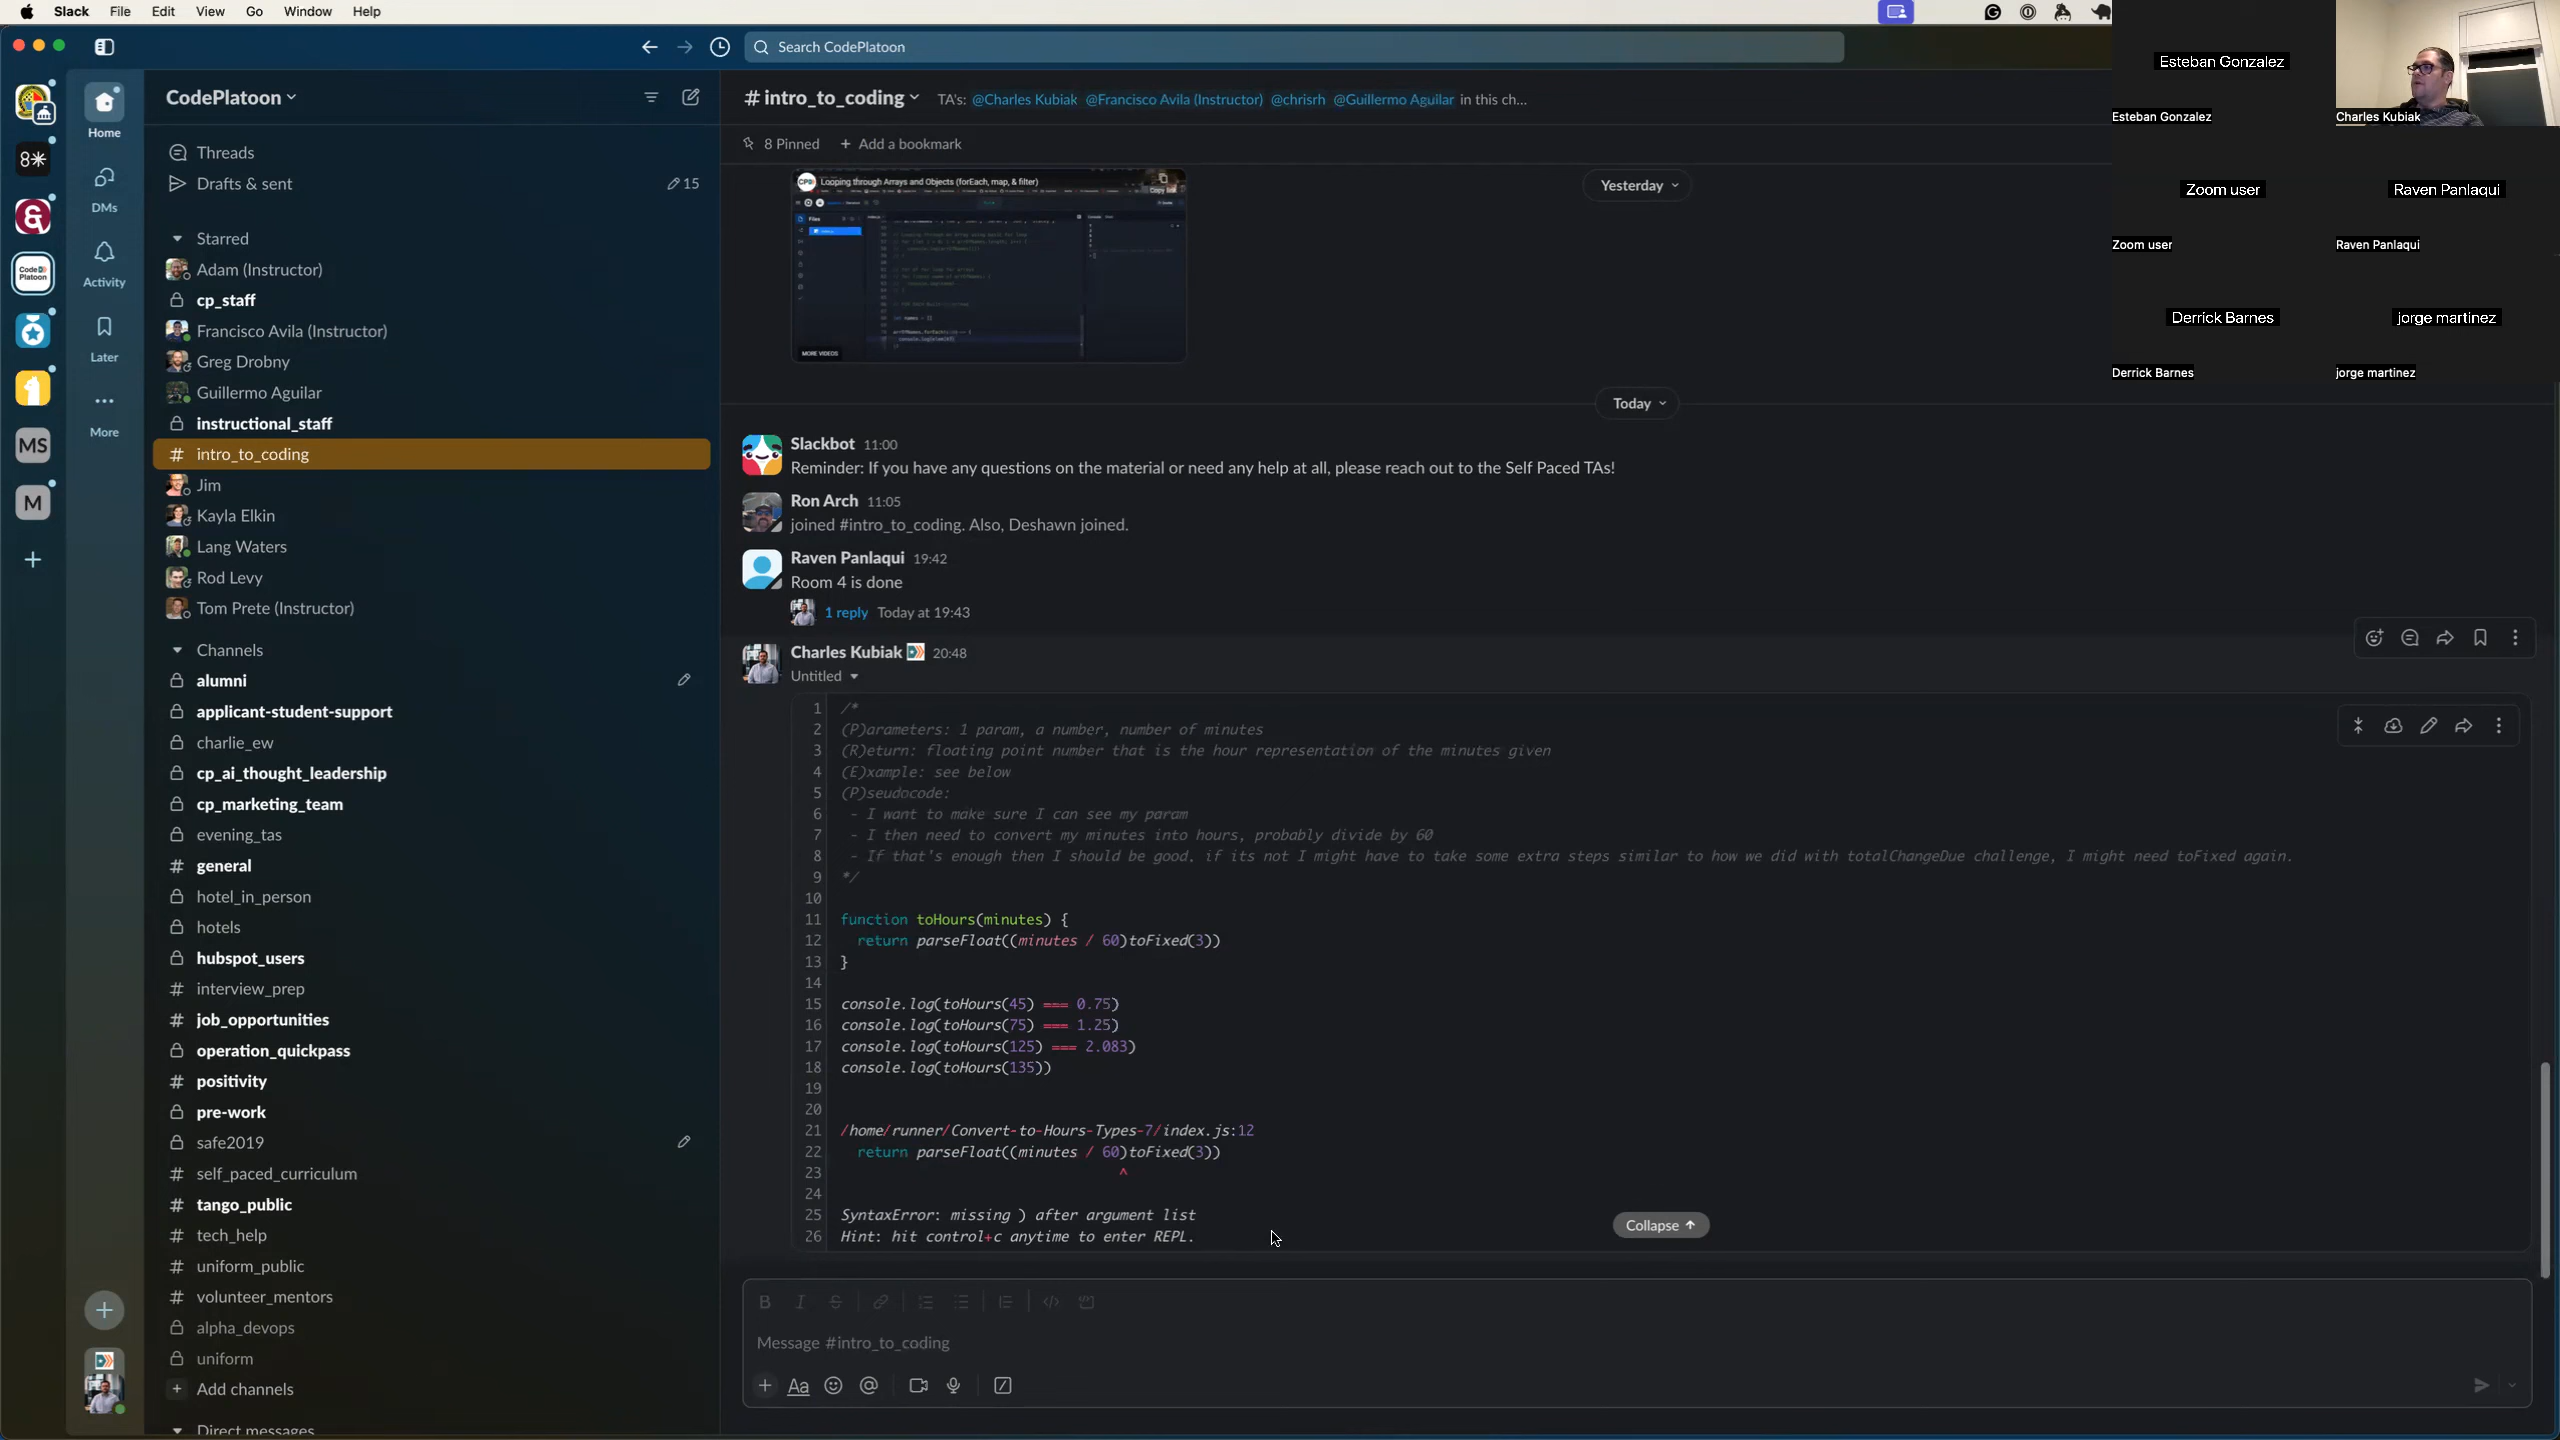 Slack File Edit View Go Window Help
Search CodePlatoon
CodePlatoon
Home
DMs
Activity
Later
More
8✳
Code Platoon
MS
M
Threads
Drafts & sent 15
Starred
Adam (Instructor)
cp_staff
Francisco Avila (Instructor)
Greg Drobny
Guillermo Aguilar
instructional_staff
# intro_to_coding
Jim
Kayla Elkin
Lang Waters
Rod Levy
Tom Prete (Instructor)
Channels
alumni
applicant-student-support
charlie_ew
cp_ai_thought_leadership
cp_marketing_team
evening_tas
# general
hotel_in_person
hotels
hubspot_users
# interview_prep
# job_opportunities
operation_quickpass
# positivity
pre-work
safe2019
# self_paced_curriculum
# tango_public
# tech_help
# uniform_public
# volunteer_mentors
alpha_devops
uniform
+ Add channels
Direct messages
# intro_to_coding TA's: @Charles Kubiak @Francisco Avila (Instructor) @chrisrh @Guillermo Aguilar in this ch...
8 Pinned + Add a bookmark
Looping through Arrays and Objects (forEach, map, & filter)
MORE VIDEOS
Yesterday
Today
Slackbot 11:00
Reminder: If you have any questions on the material or need any help at all, please reach out to the Self Paced TAs!
Ron Arch 11:05
joined #intro_to_coding. Also, Deshawn joined.
Raven Panlaqui 19:42
Room 4 is done
1 reply Today at 19:43
Charles Kubiak 20:48
Untitled
1 /*
2 (P)arameters: 1 param, a number, number of minutes
3 (R)eturn: floating point number that is the hour representation of the minutes given
4 (E)xample: see below
5 (P)seudocode:
6 - I want to make sure I can see my param
7 - I then need to convert my minutes into hours, probably divide by 60
8 - If that's enough then I should be good. if its not I might have to take some extra steps similar to how we did with totalChangeDue challenge, I might need toFixed again.
9 */
10
11 function toHours(minutes) {
12 return parseFloat((minutes / 60)toFixed(3))
13 }
14
15 console.log(toHours(45) === 0.75)
16 console.log(toHours(75) === 1.25)
17 console.log(toHours(125) === 2.083)
18 console.log(toHours(135))
19
20
21 /home/runner/Convert-to-Hours-Types-7/index.js:12
22 return parseFloat((minutes / 60)toFixed(3))
23 ^
24
25 SyntaxError: missing ) after argument list
26 Hint: hit control+c anytime to enter REPL.
Collapse ↑
Message #intro_to_coding
Aa
Esteban Gonzalez
Esteban Gonzalez
Charles Kubiak
Zoom user
Raven Panlaqui
Zoom user
Raven Panlaqui
Derrick Barnes
jorge martinez
Derrick Barnes
jorge martinez